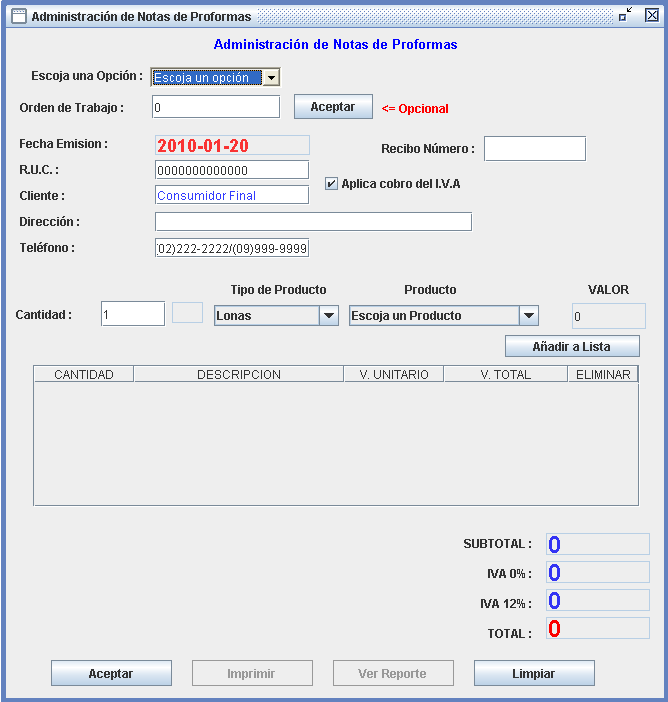 Administración de Notas de Proformas
Administración de Notas de Proformas
Escoja una Opción : Escoja un opción
Orden de Trabajo : 0 Aceptar <= Opcional
Fecha Emision : 2010-01-20 Recibo Número :
R.U.C. : 0000000000000
Aplica cobro del I.V.A
Cliente : Consumidor Final
Dirección :
Teléfono : 02)222-2222/(09)999-9999
Tipo de Producto Producto VALOR
Cantidad : 1 Lonas Escoja un Producto 0
Añadir a Lista
CANTIDAD DESCRIPCION V. UNITARIO V. TOTAL ELIMINAR
SUBTOTAL : 0
IVA 0% : 0
IVA 12% : 0
TOTAL : 0
Aceptar Imprimir Ver Reporte Limpiar